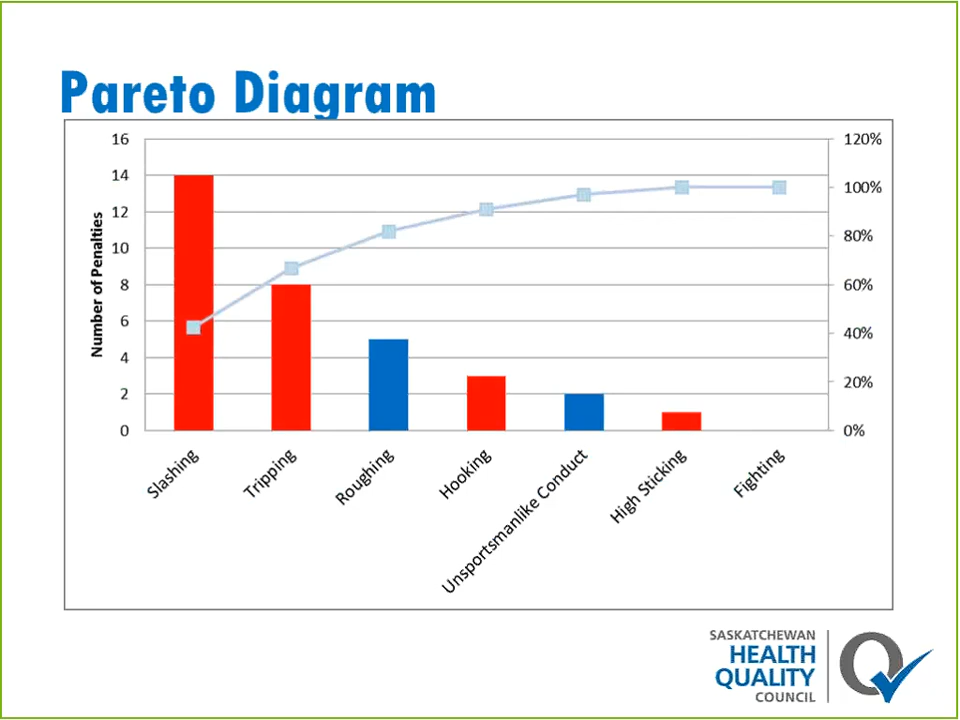 Pareto Diagram
16
14
12
10
8
6
4
2
0
Number of Penalties
120%
100%
80%
60%
40%
20%
0%
Slashing
Tripping
Roughing
Hooking
Unsportsmanlike Conduct
High Sticking
Fighting
SASKATCHEWAN
HEALTH
QUALITY
COUNCIL